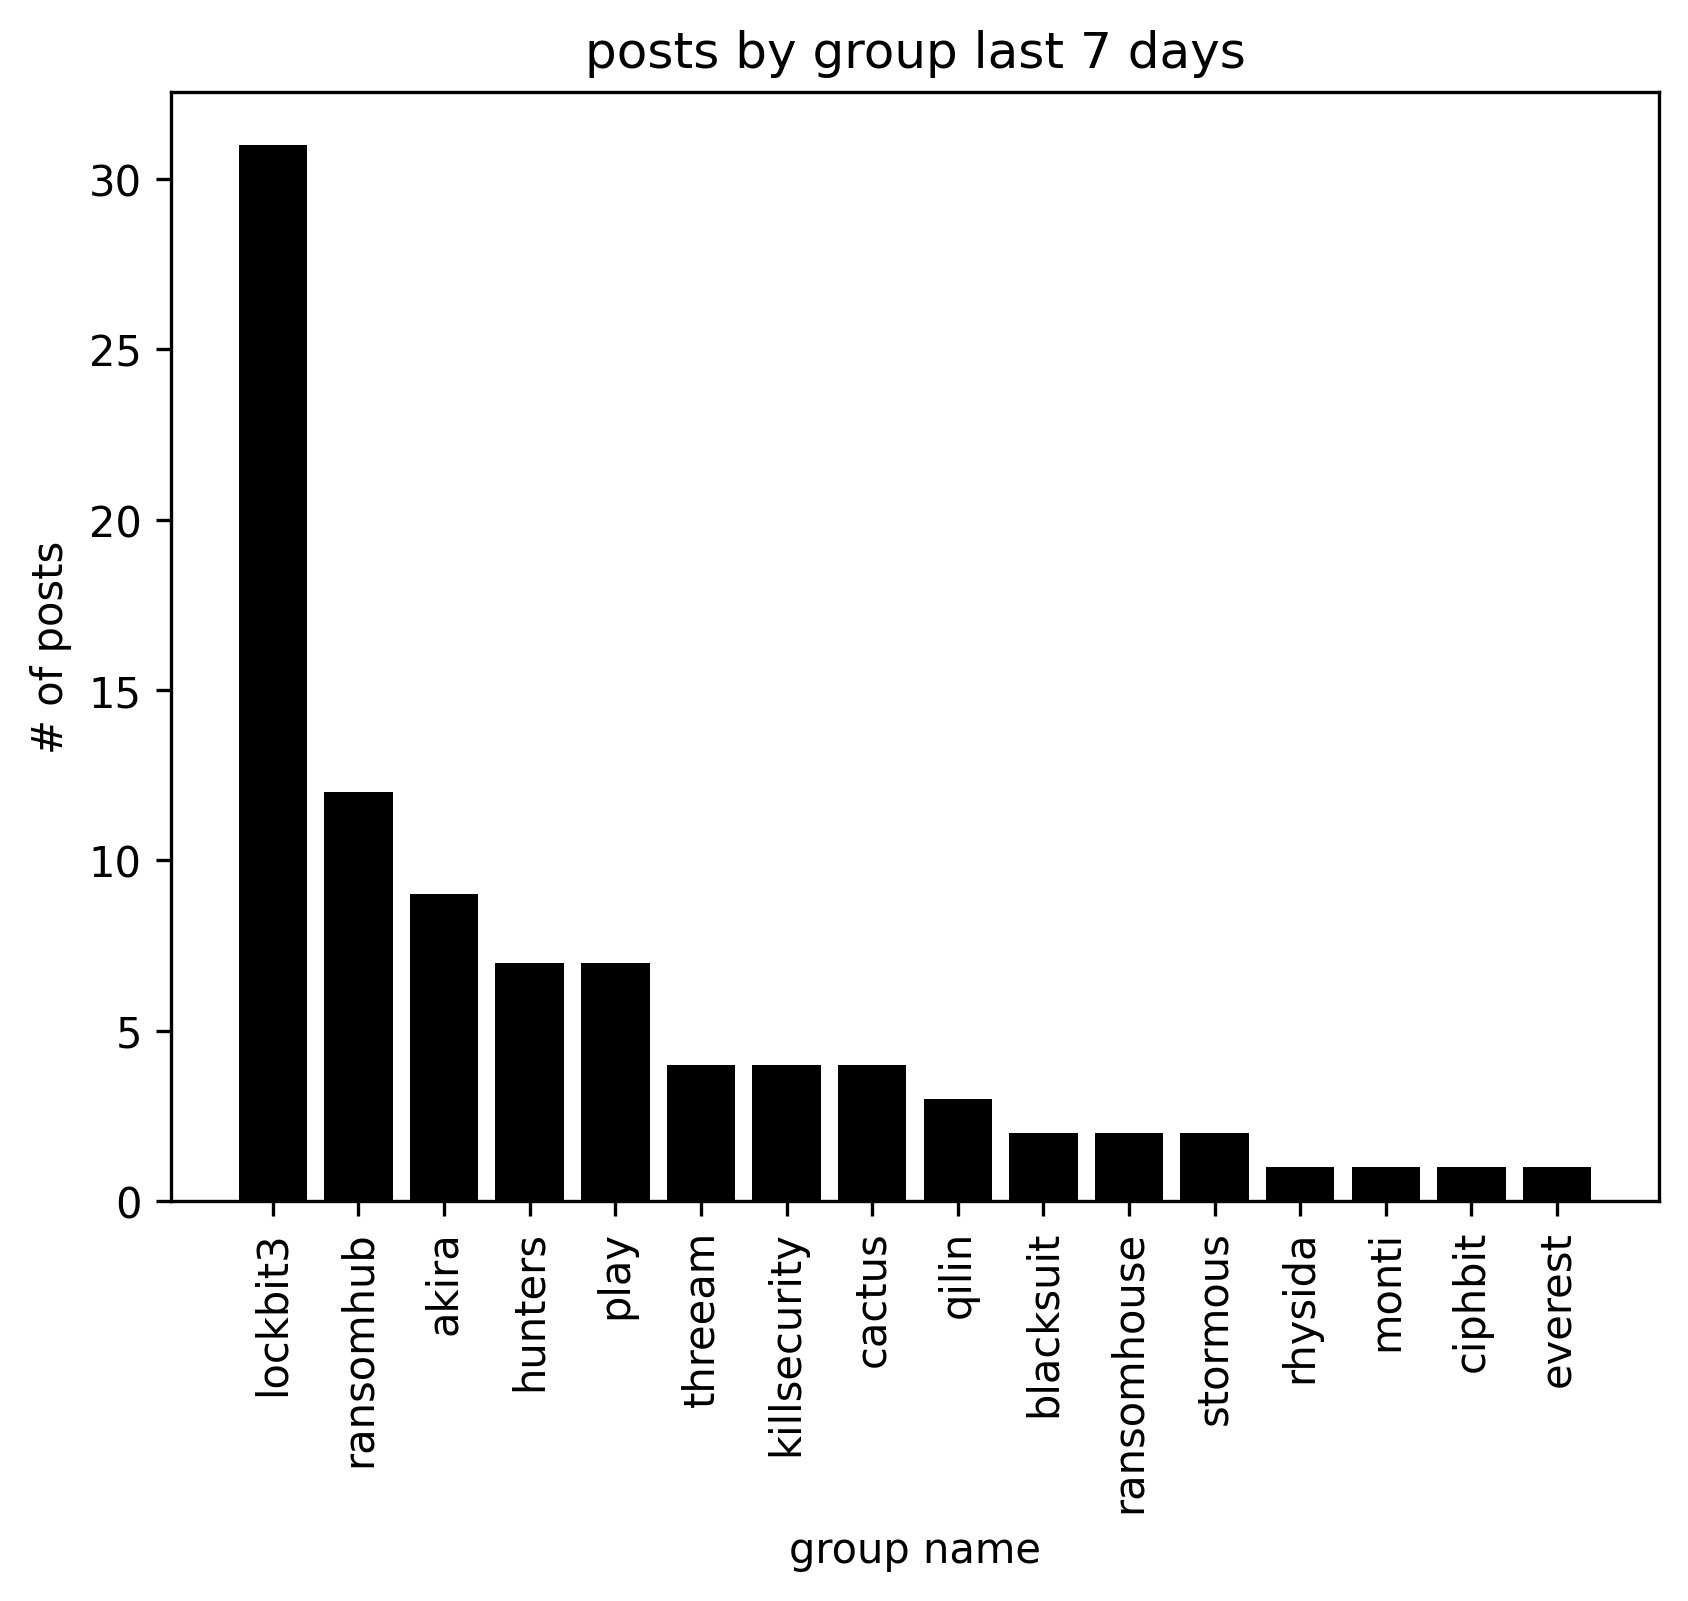 posts by group last 7 days
# of posts
30
25
20
15
10
5
0
lockbit3
ransomhub
akira
hunters
play
threeam
killsecurity
cactus
qilin
blacksuit
ransomhouse
stormous
rhysida
monti
ciphbit
everest
group name